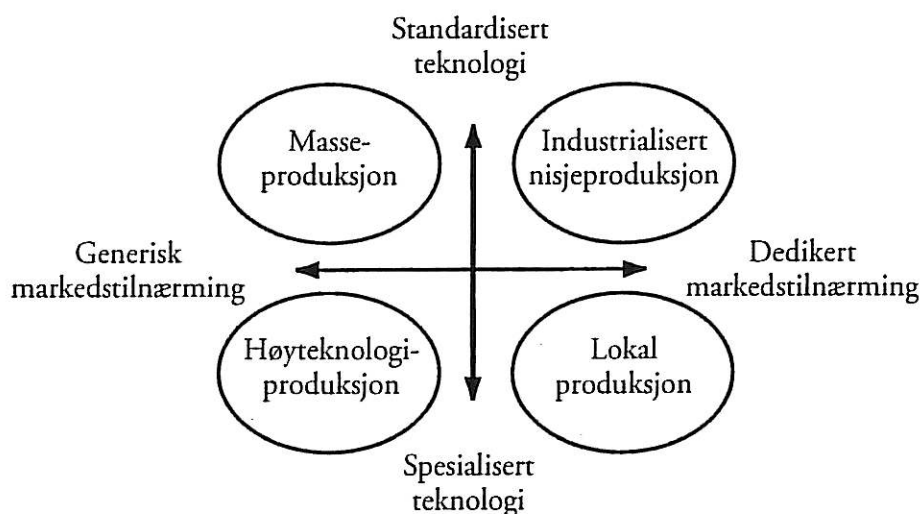 Standardisert
teknologi
Masse-
produksjon
Industrialisert
nisjeproduksjon
Generisk
markedstilnærming
Dedikert
markedstilnærming
Høyteknologi-
produksjon
Lokal
produksjon
Spesialisert
teknologi